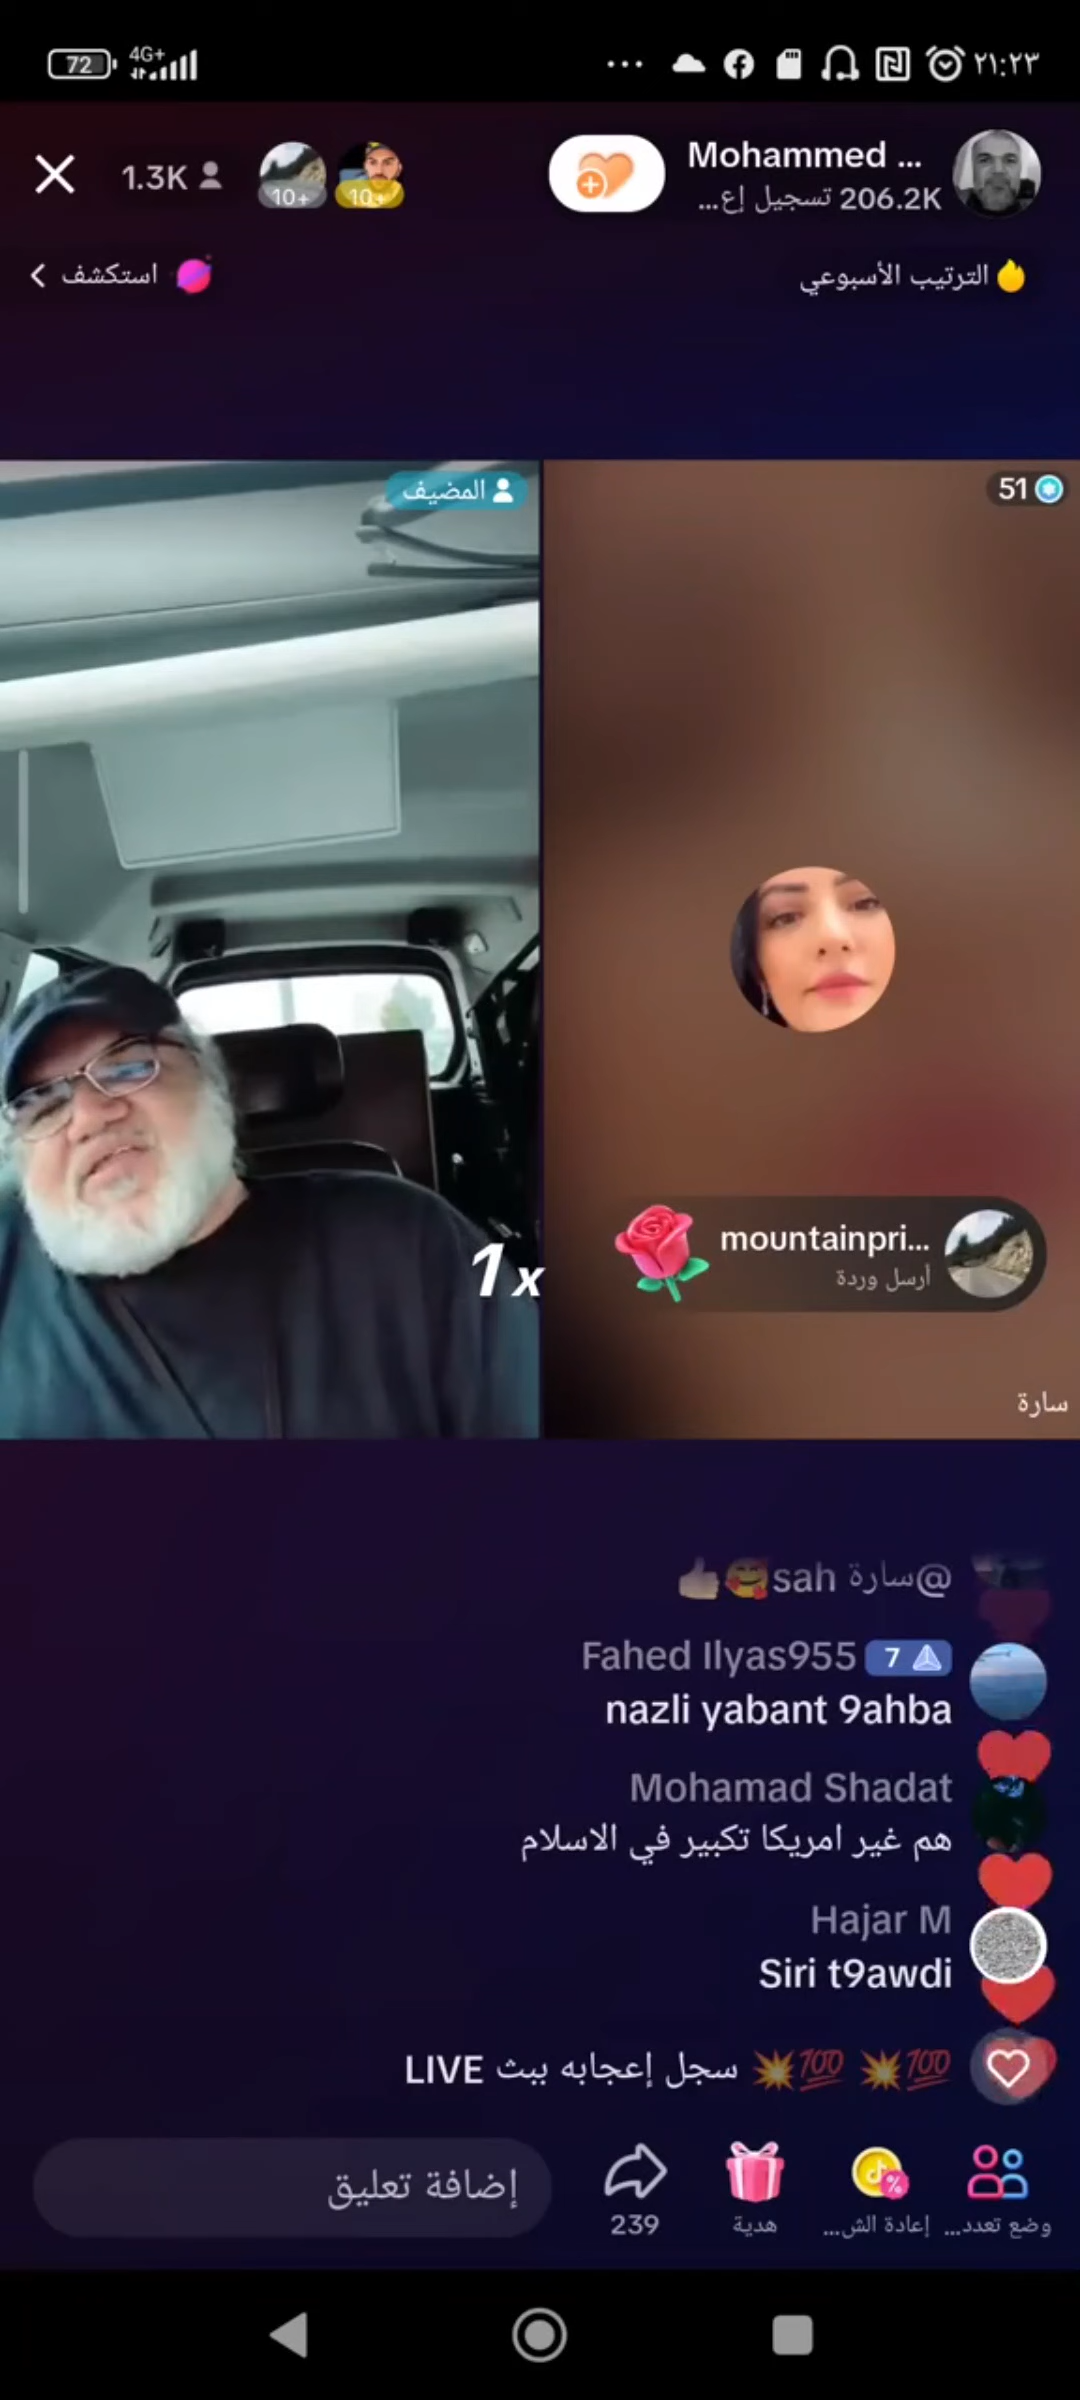 72 4G+ ... ٢١:٢٣
Mohammed ...
206.2K تسجيل إع...
1.3K
10+
10+
الترتيب الأسبوعي
استكشف
المضيف
51
mountainpri...
أرسل وردة
1x
سارة
@سارة sah🥰👍
Fahed Ilyas955 7
nazli yabant 9ahba
Mohamad Shadat
هم غير امريكا تكبير في الاسلام
Hajar M
Siri t9awdi
💯💥 💯💥 سجل إعجابه ببث LIVE
إضافة تعليق
239
هدية
إعادة الش...
وضع تعدد...